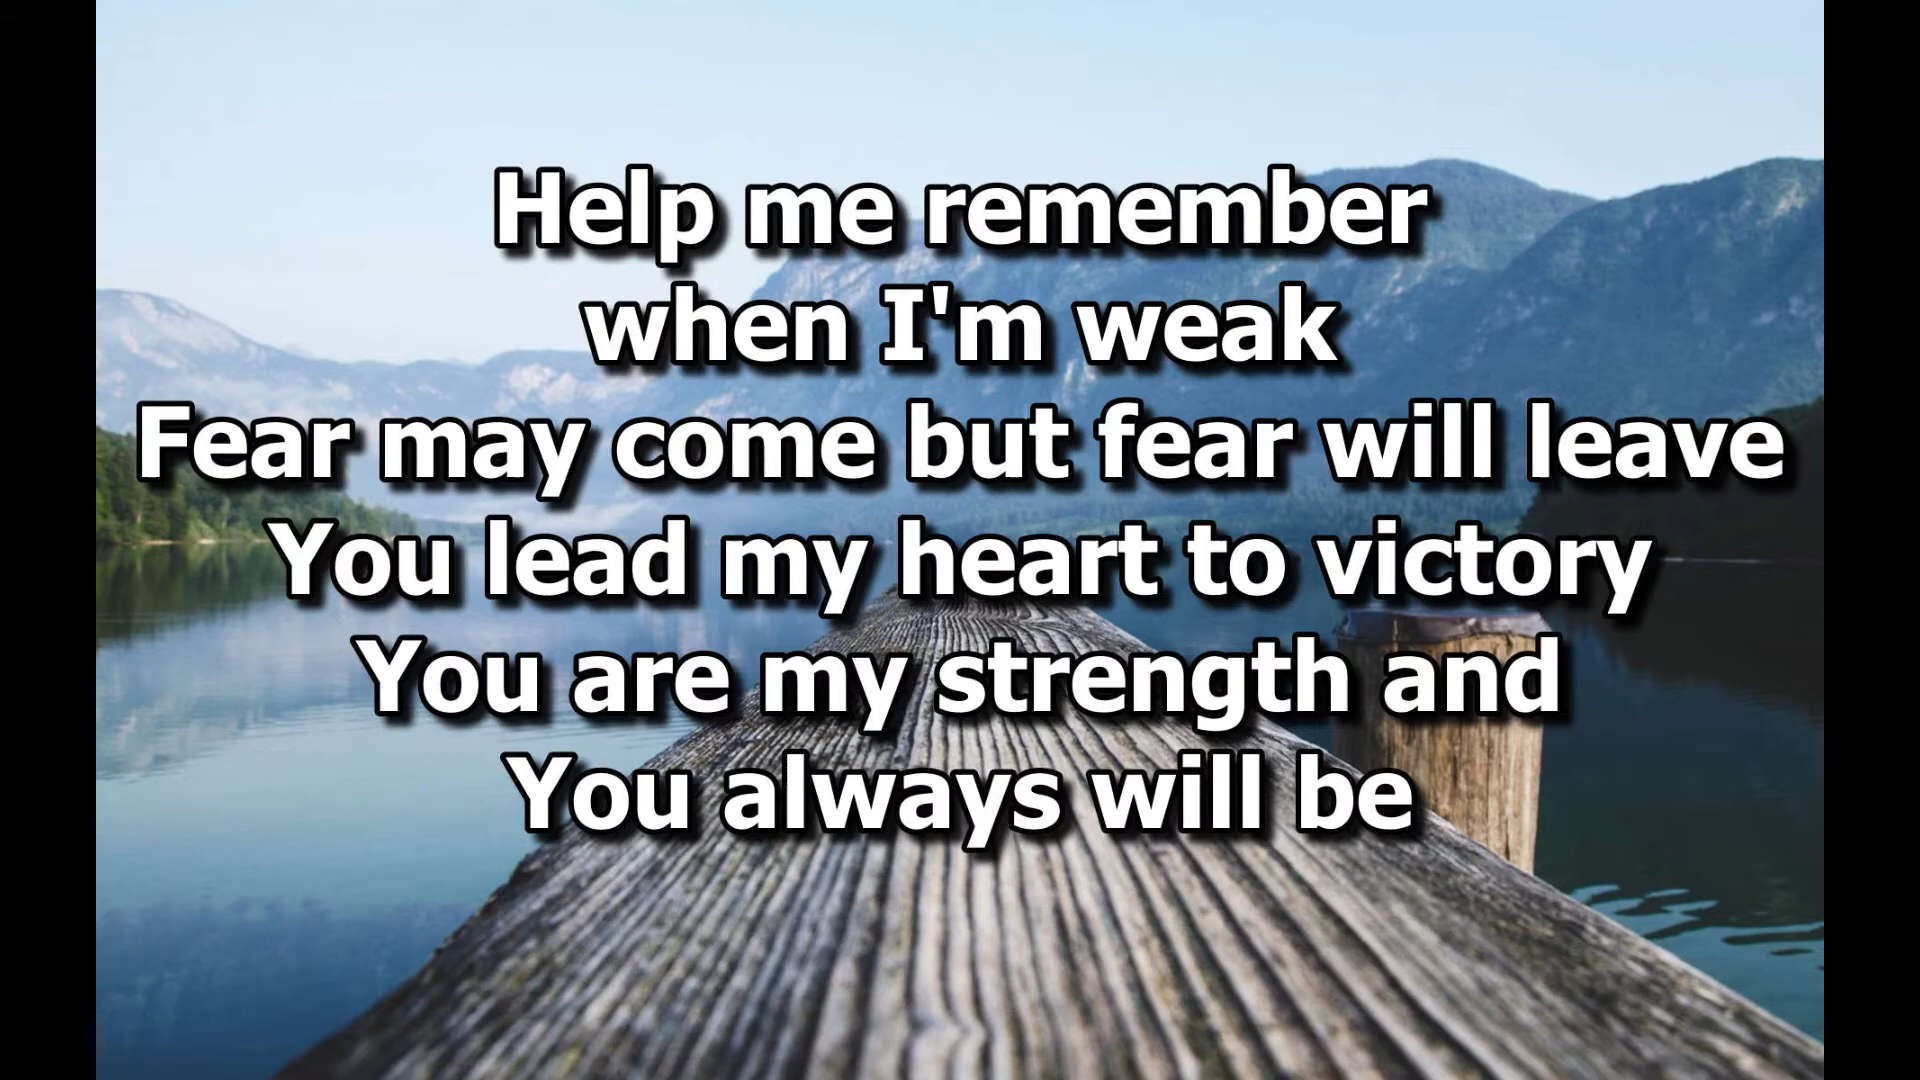 Help me remember
when I'm weak
Fear may come but fear will leave
You lead my heart to victory
You are my strength and
You always will be